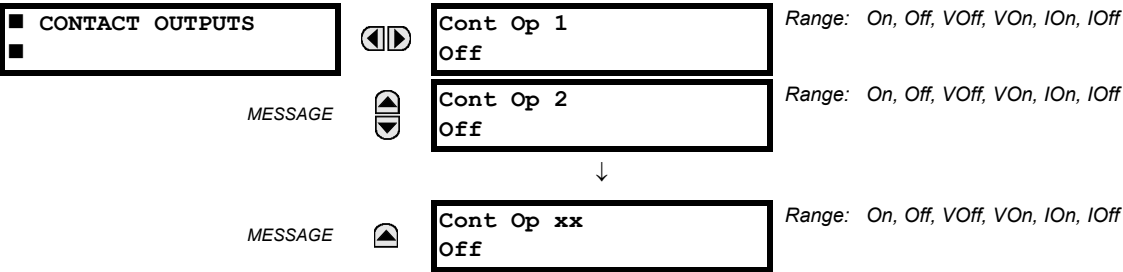 ■ CONTACT OUTPUTS
■
Cont Op 1
Off
Range: On, Off, VOff, VOn, IOn, IOff
MESSAGE
Cont Op 2
Off
Range: On, Off, VOff, VOn, IOn, IOff
↓
MESSAGE
Cont Op xx
Off
Range: On, Off, VOff, VOn, IOn, IOff